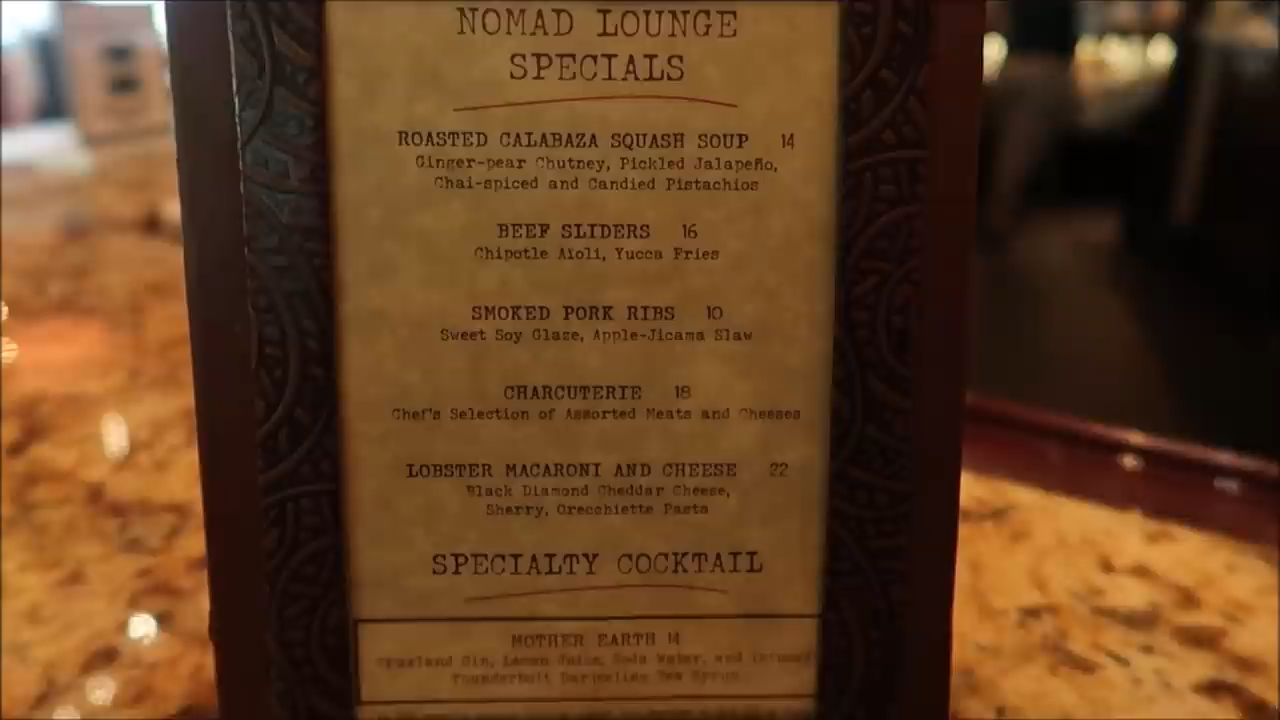 NOMAD LOUNGE
SPECIALS
ROASTED CALABAZA SQUASH SOUP 14
Ginger-pear Chutney, Pickled Jalapeño,
Chai-spiced and Candied Pistachios
BEEF SLIDERS 16
Chipotle Aïoli, Yucca Fries
SMOKED PORK RIBS 10
Sweet Soy Glaze, Apple-Jicama Slaw
CHARCUTERIE 18
Chef's Selection of Assorted Meats and Cheeses
LOBSTER MACARONI AND CHEESE 22
Black Diamond Cheddar Cheese,
Sherry, Orecchiette Pasta
SPECIALTY COCKTAIL
MOTHER EARTH 14
Gin, Lemon Juice, Soda Water, and
Thunderbolt Darjeeling Tea Syrup